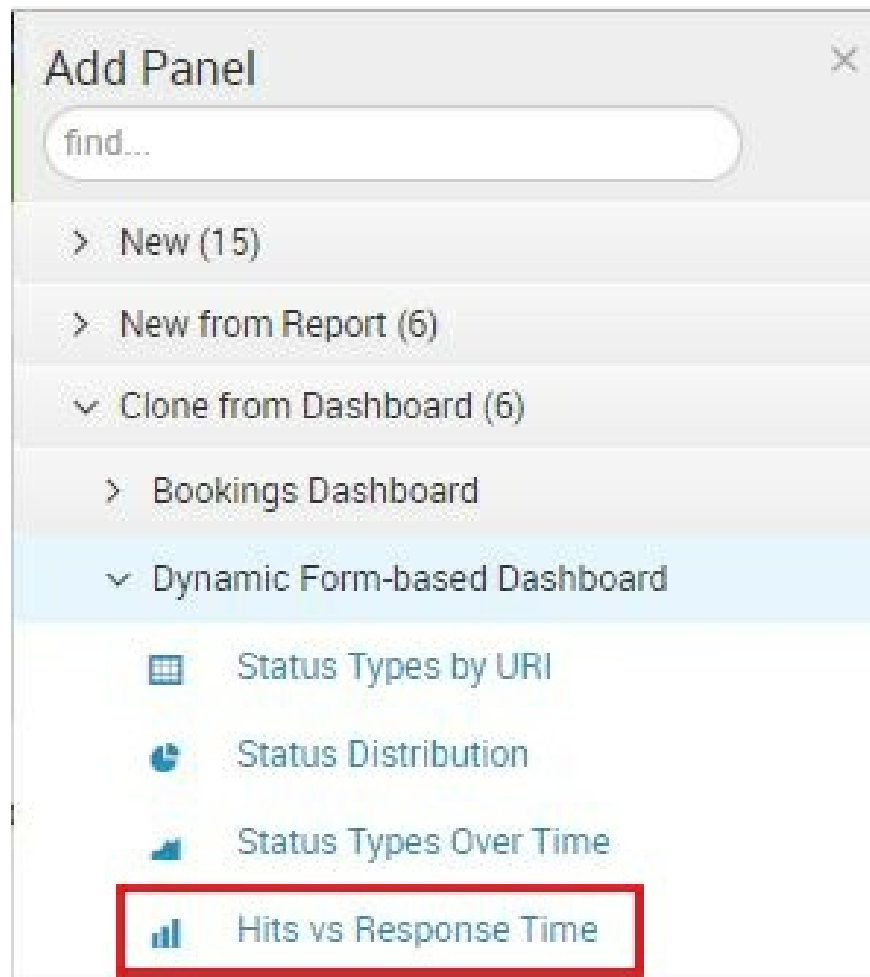 Add Panel
find...
New (15)
New from Report (6)
Clone from Dashboard (6)
Bookings Dashboard
Dynamic Form-based Dashboard
Status Types by URI
Status Distribution
Status Types Over Time
Hits vs Response Time